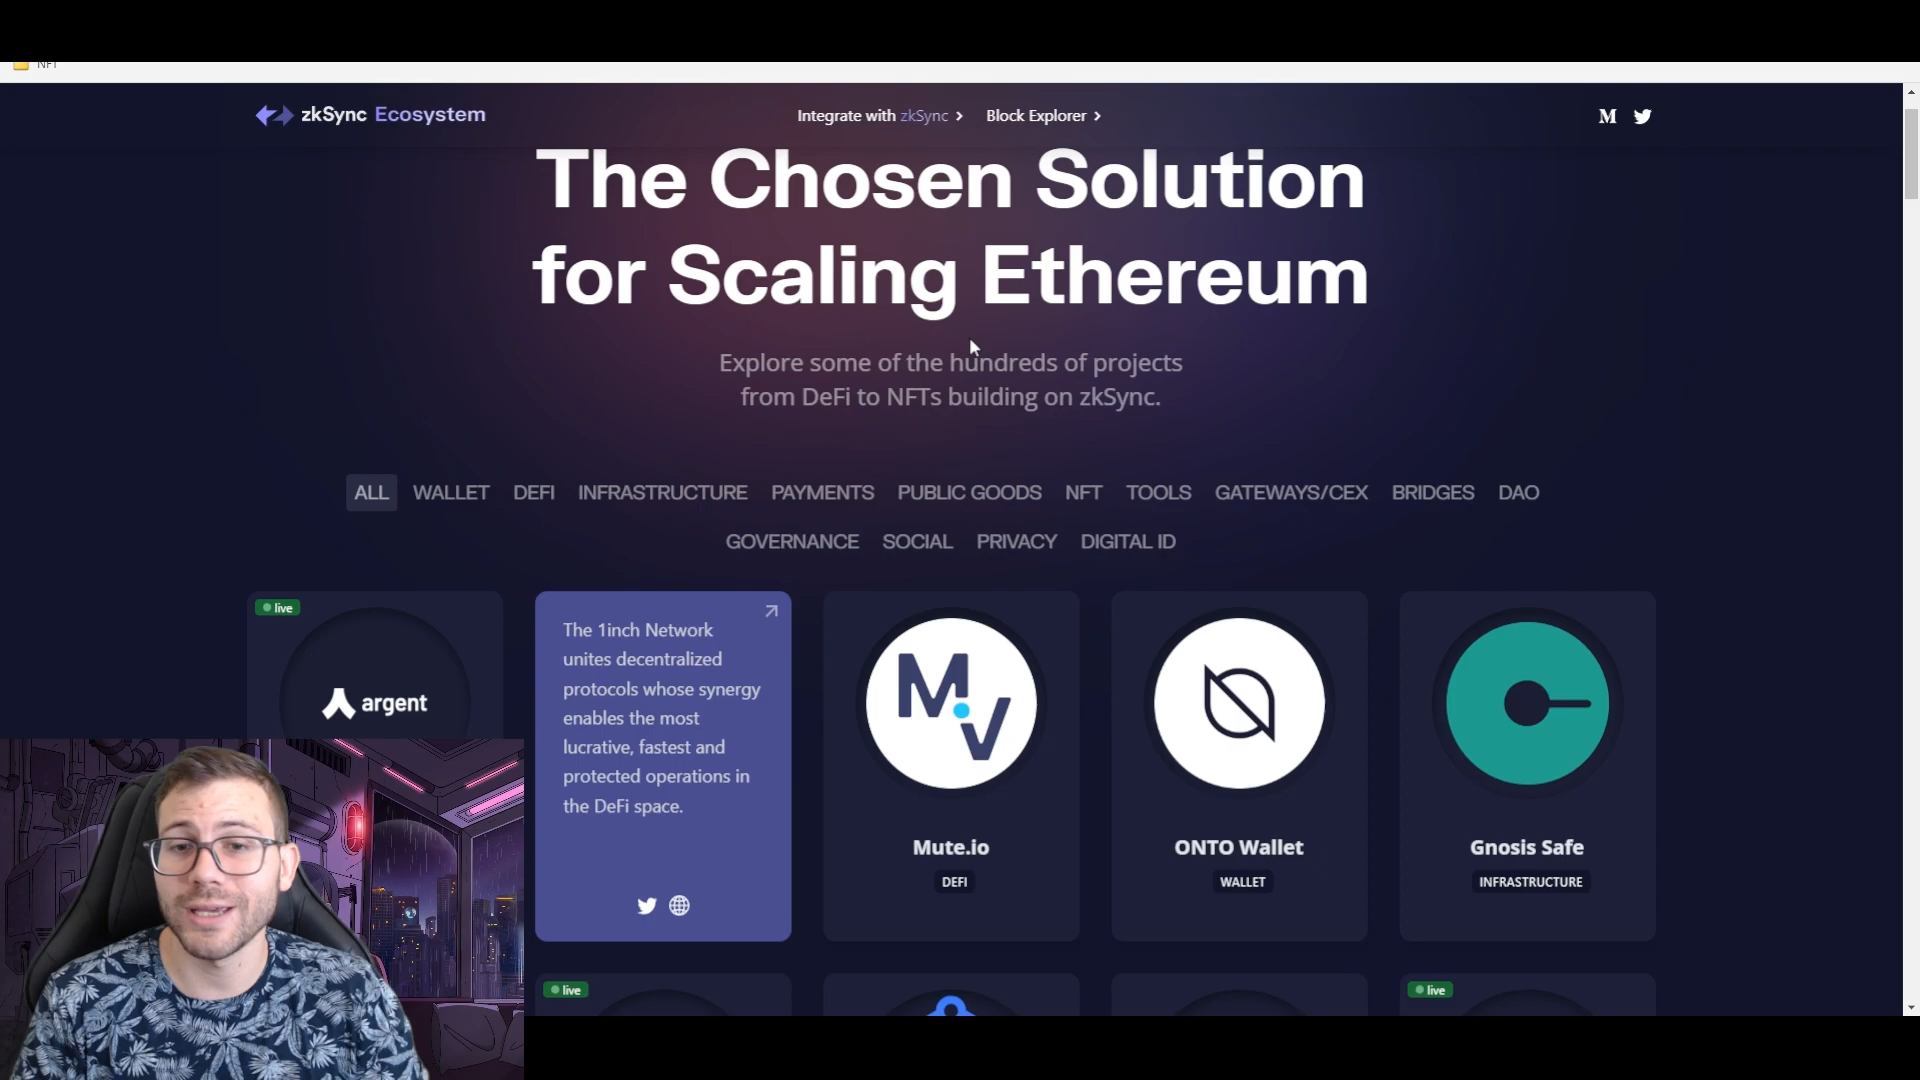 NFT
zkSync Ecosystem
Integrate with zkSync
Block Explorer
M
The Chosen Solution
for Scaling Ethereum
Explore some of the hundreds of projects
from DeFi to NFTs building on zkSync.
ALL WALLET DEFI INFRASTRUCTURE PAYMENTS PUBLIC GOODS NFT TOOLS GATEWAYS/CEX BRIDGES DAO
GOVERNANCE SOCIAL PRIVACY DIGITAL ID
live
argent
The 1inch Network
unites decentralized
protocols whose synergy
enables the most
lucrative, fastest and
protected operations in
the DeFi space.
M.V
Mute.io
DEFI
ONTO Wallet
WALLET
Gnosis Safe
INFRASTRUCTURE
live
live